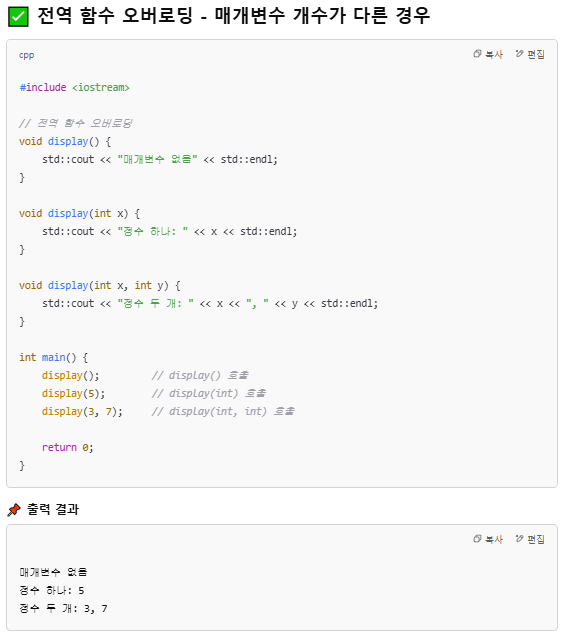 ✅ 전역 함수 오버로딩 - 매개변수 개수가 다른 경우
cpp 복사 편집
#include <iostream>
// 전역 함수 오버로딩
void display() {
    std::cout << "매개변수 없음" << std::endl;
}
void display(int x) {
    std::cout << "정수 하나: " << x << std::endl;
}
void display(int x, int y) {
    std::cout << "정수 두 개: " << x << ", " << y << std::endl;
}
int main() {
    display();         // display() 호출
    display(5);        // display(int) 호출
    display(3, 7);     // display(int, int) 호출
    return 0;
}
📌 출력 결과
복사 편집
매개변수 없음
정수 하나: 5
정수 두 개: 3, 7